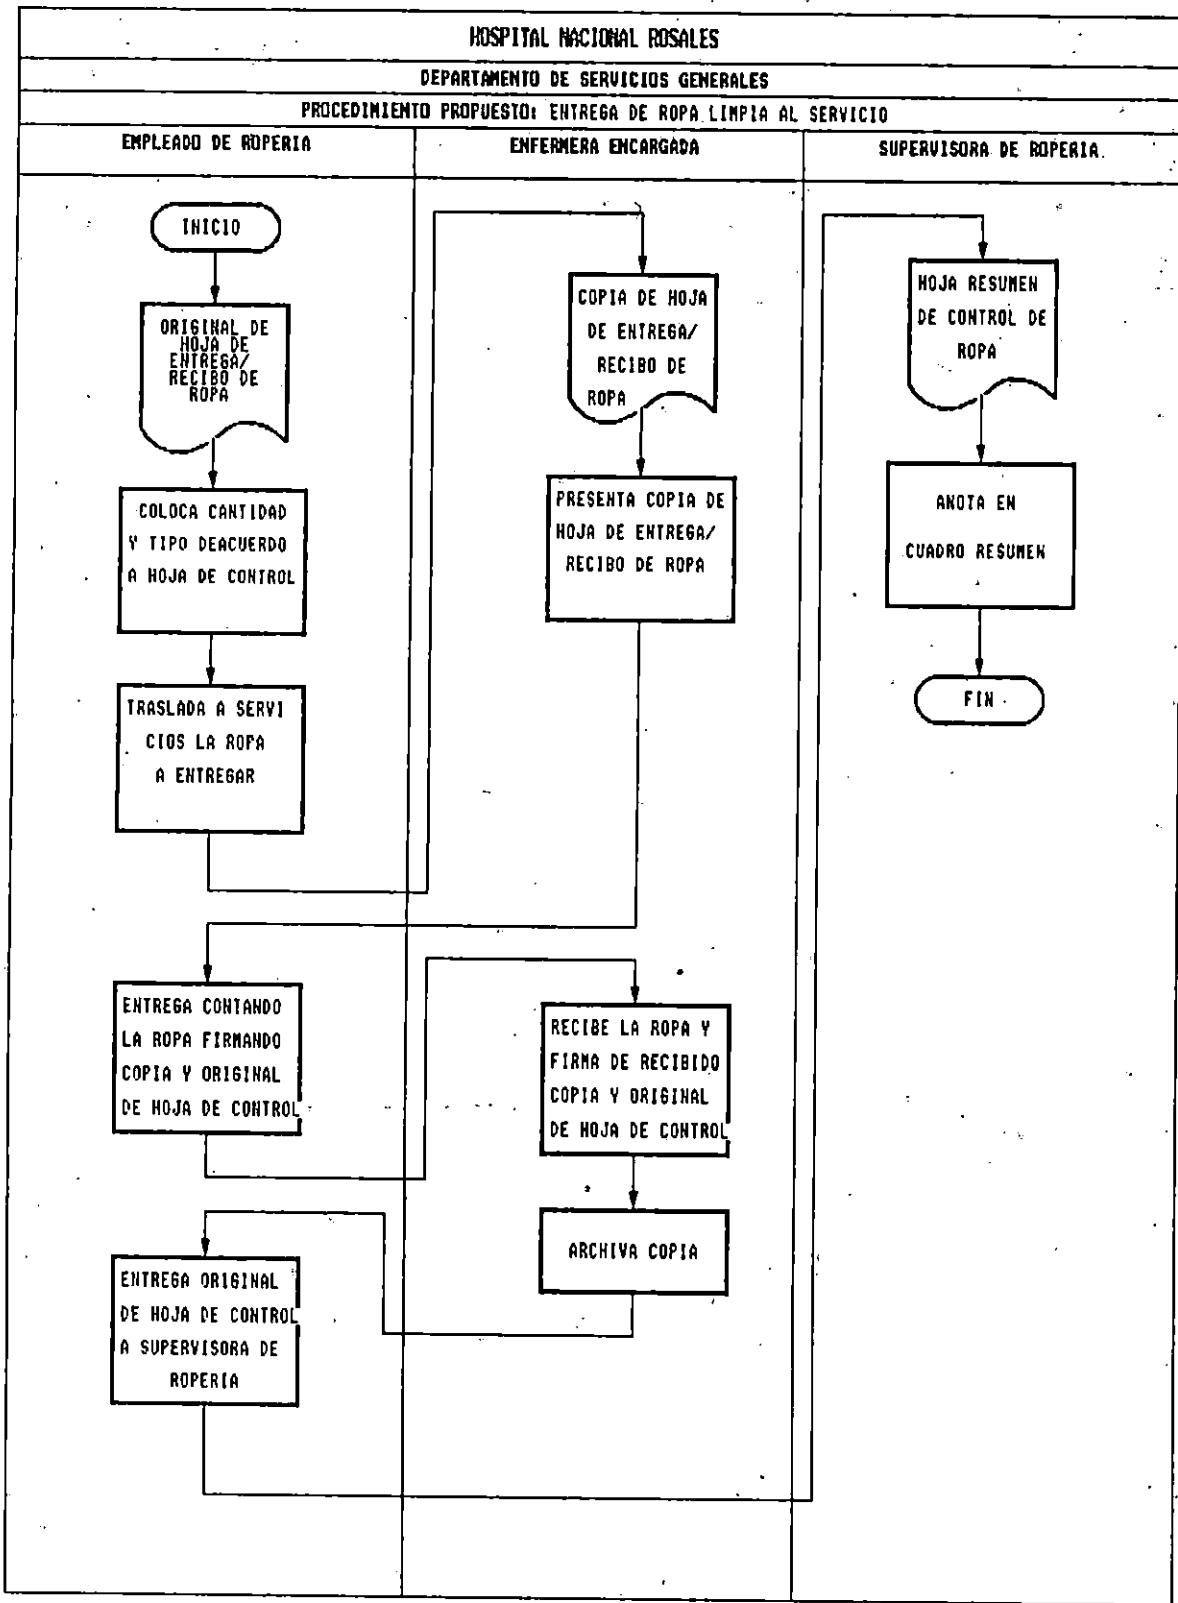 HOSPITAL NACIONAL ROSALES
DEPARTAMENTO DE SERVICIOS GENERALES
PROCEDIMIENTO PROPUESTO: ENTREGA DE ROPA LIMPIA AL SERVICIO
EMPLEADO DE ROPERIA
ENFERMERA ENCARGADA
SUPERVISORA DE ROPERIA.
INICIO
ORIGINAL DE
HOJA DE
ENTREGA/
RECIBO DE
ROPA
COLOCA CANTIDAD
Y TIPO DEACUERDO
A HOJA DE CONTROL
TRASLADA A SERVI
CIOS LA ROPA
A ENTREGAR
COPIA DE HOJA
DE ENTREGA/
RECIBO DE
ROPA
PRESENTA COPIA DE
HOJA DE ENTREGA/
RECIBO DE ROPA
HOJA RESUMEN
DE CONTROL DE
ROPA
ANOTA EN
CUADRO RESUMEN
FIN
ENTREGA CONTANDO
LA ROPA FIRMANDO
COPIA Y ORIGINAL
DE HOJA DE CONTROL
RECIBE LA ROPA Y
FIRMA DE RECIBIDO
COPIA Y ORIGINAL
DE HOJA DE CONTROL
ARCHIVA COPIA
ENTREGA ORIGINAL
DE HOJA DE CONTROL
A SUPERVISORA DE
ROPERIA